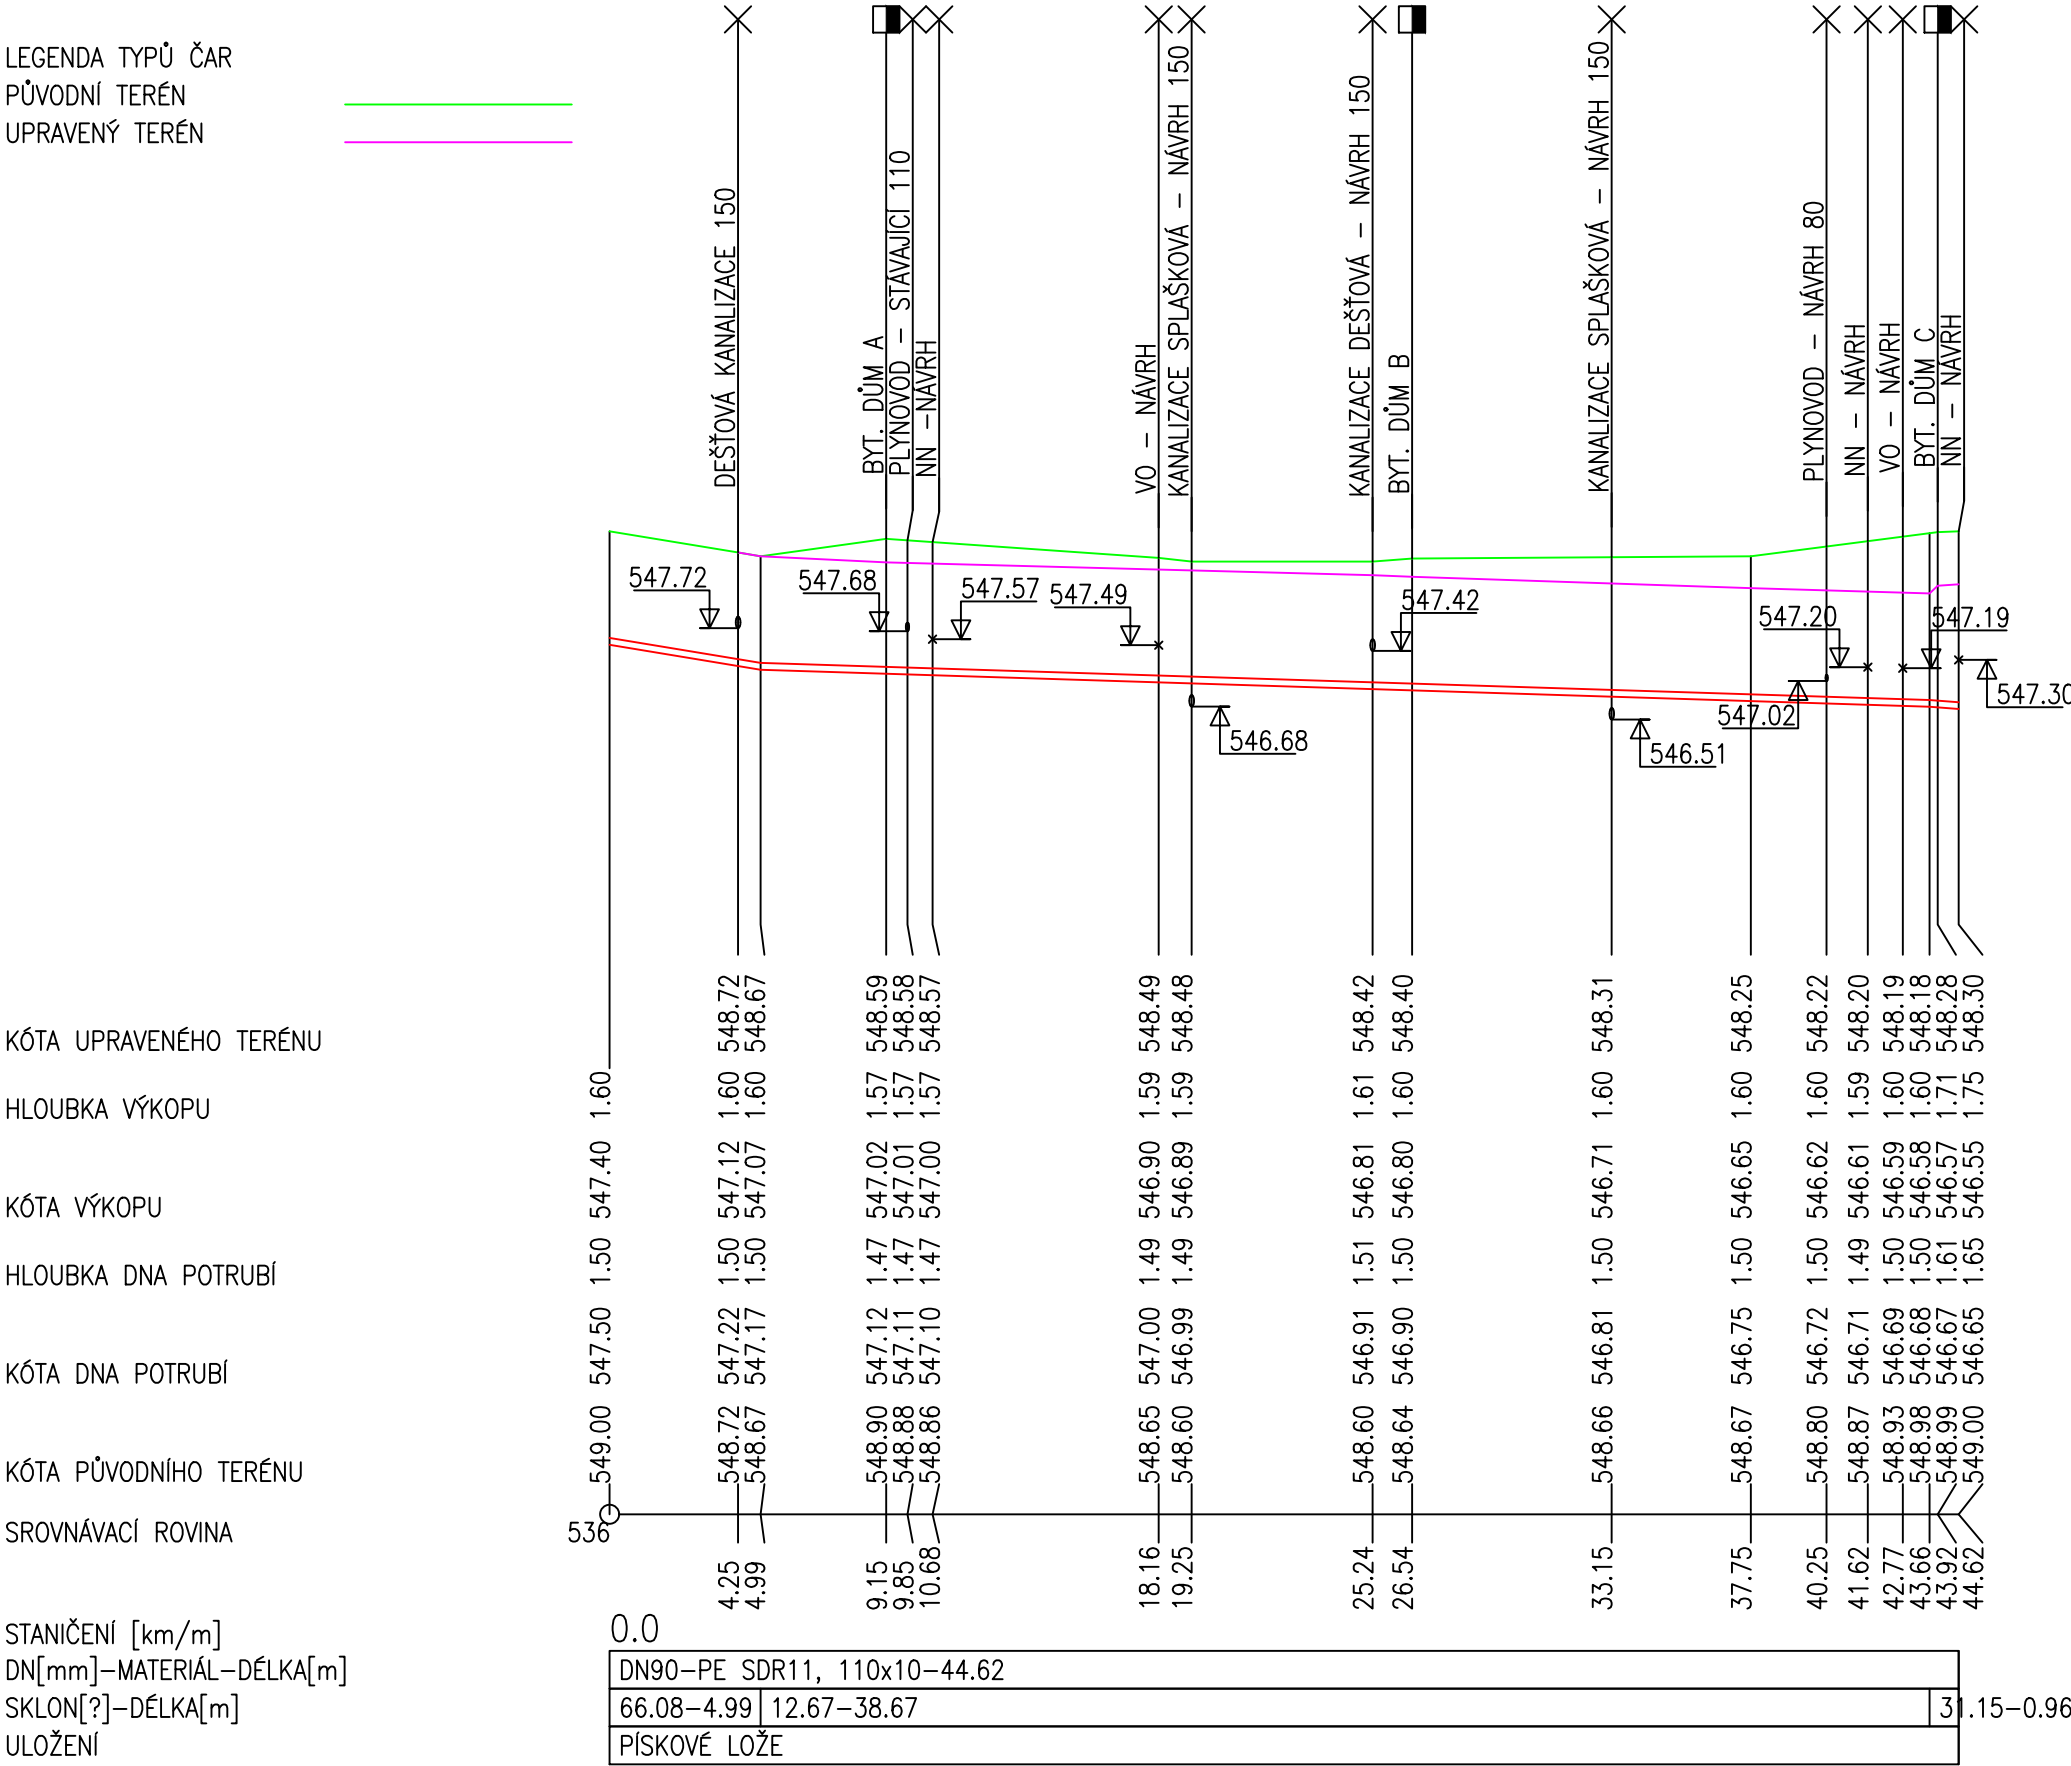 LEGENDA TYPŮ ČAR
PŮVODNÍ TERÉN
UPRAVENÝ TERÉN
DEŠŤOVÁ KANALIZACE 150
BYT. DŮM A
PLYNOVOD – STÁVAJÍCÍ 110
NN –NÁVRH
VO – NÁVRH
KANALIZACE SPLAŠKOVÁ – NÁVRH 150
KANALIZACE DEŠŤOVÁ – NÁVRH 150
BYT. DŮM B
KANALIZACE SPLAŠKOVÁ – NÁVRH 150
PLYNOVOD – NÁVRH 80
NN – NÁVRH
VO – NÁVRH
BYT. DŮM C
NN – NÁVRH
547.72
547.68
547.57
547.49
547.42
547.20
547.19
547.02
547.30
546.68
546.51
KÓTA UPRAVENÉHO TERÉNU
548.72 548.67 548.59 548.58 548.57 548.49 548.48 548.42 548.40 548.31 548.25 548.22 548.20 548.19 548.18 548.28 548.30
HLOUBKA VÝKOPU
1.60 1.60 1.60 1.57 1.57 1.57 1.59 1.59 1.61 1.60 1.60 1.60 1.60 1.59 1.60 1.60 1.71 1.75
KÓTA VÝKOPU
547.40 547.12 547.07 547.02 547.01 547.00 546.90 546.89 546.81 546.80 546.71 546.65 546.62 546.61 546.59 546.58 546.57 546.55
HLOUBKA DNA POTRUBÍ
1.50 1.50 1.50 1.47 1.47 1.47 1.49 1.49 1.51 1.50 1.50 1.50 1.50 1.49 1.50 1.50 1.61 1.65
KÓTA DNA POTRUBÍ
547.50 547.22 547.17 547.12 547.11 547.10 547.00 546.99 546.91 546.90 546.81 546.75 546.72 546.71 546.69 546.68 546.67 546.65
KÓTA PŮVODNÍHO TERÉNU
549.00 548.72 548.67 548.90 548.88 548.86 548.65 548.60 548.60 548.64 548.66 548.67 548.80 548.87 548.93 548.98 548.99 549.00
SROVNÁVACÍ ROVINA
536
4.25 4.99 9.15 9.85 10.68 18.16 19.25 25.24 26.54 33.15 37.75 40.25 41.62 42.77 43.66 43.92 44.62
STANIČENÍ [km/m]
0.0
DN[mm]–MATERIÁL–DÉLKA[m]
DN90–PE SDR11, 110x10–44.62
SKLON[?]–DÉLKA[m]
66.08–4.99
12.67–38.67
31.15–0.96
ULOŽENÍ
PÍSKOVÉ LOŽE